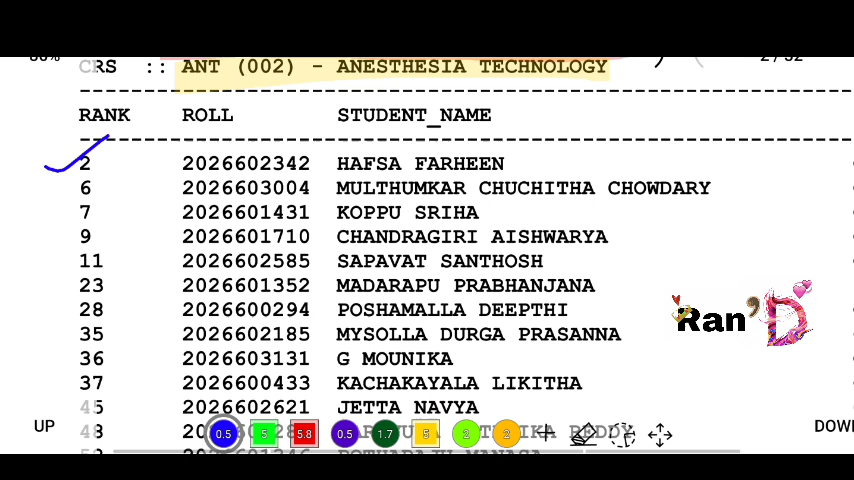 CRS :: ANT (002) - ANESTHESIA TECHNOLOGY
RANK ROLL STUDENT_NAME
2 2026602342 HAFSA FARHEEN
6 2026603004 MULTHUMKAR CHUCHITHA CHOWDARY
7 2026601431 KOPPU SRIHA
9 2026601710 CHANDRAGIRI AISHWARYA
11 2026602585 SAPAVAT SANTHOSH
23 2026601352 MADARAPU PRABHANJANA
28 2026600294 POSHAMALLA DEEPTHI
Ran'D
35 2026602185 MYSOLLA DURGA PRASANNA
36 2026603131 G MOUNIKA
37 2026600433 KACHAKAYALA LIKITHA
45 2026602621 JETTA NAVYA
UP 0.5 5 5.8 0.5 1.7 5 2 2 DOWN
48 REDDY